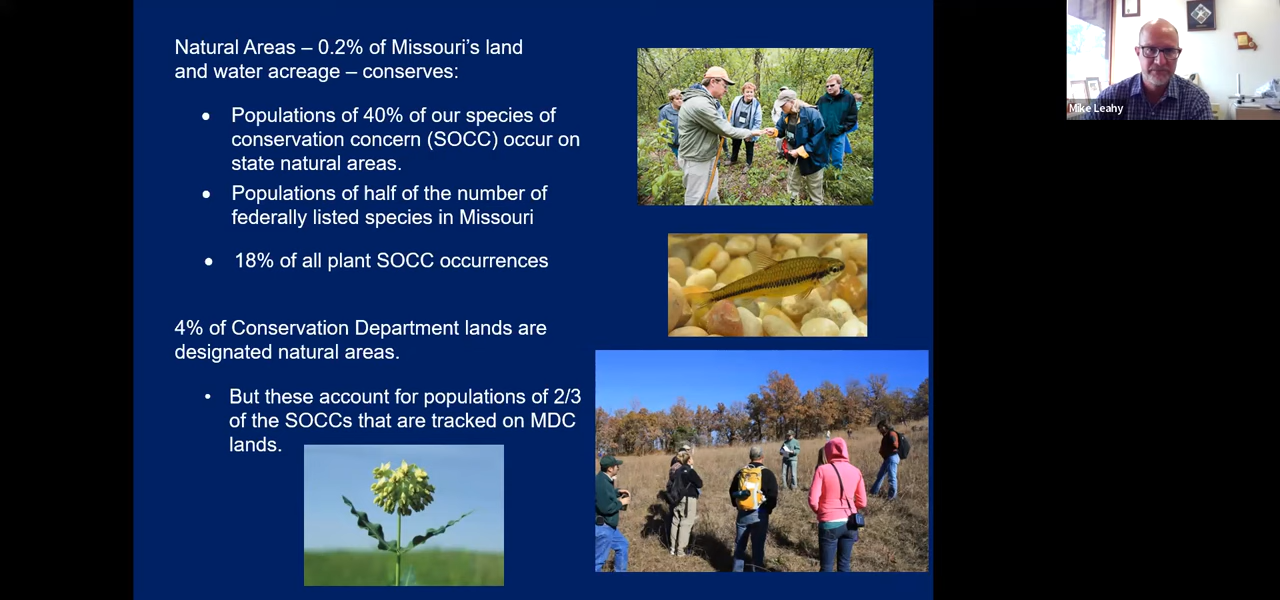 Natural Areas – 0.2% of Missouri's land
and water acreage – conserves:
• Populations of 40% of our species of
conservation concern (SOCC) occur on
state natural areas.
• Populations of half of the number of
federally listed species in Missouri
• 18% of all plant SOCC occurrences
4% of Conservation Department lands are
designated natural areas.
• But these account for populations of 2/3
of the SOCCs that are tracked on MDC
lands.
Mike Leahy